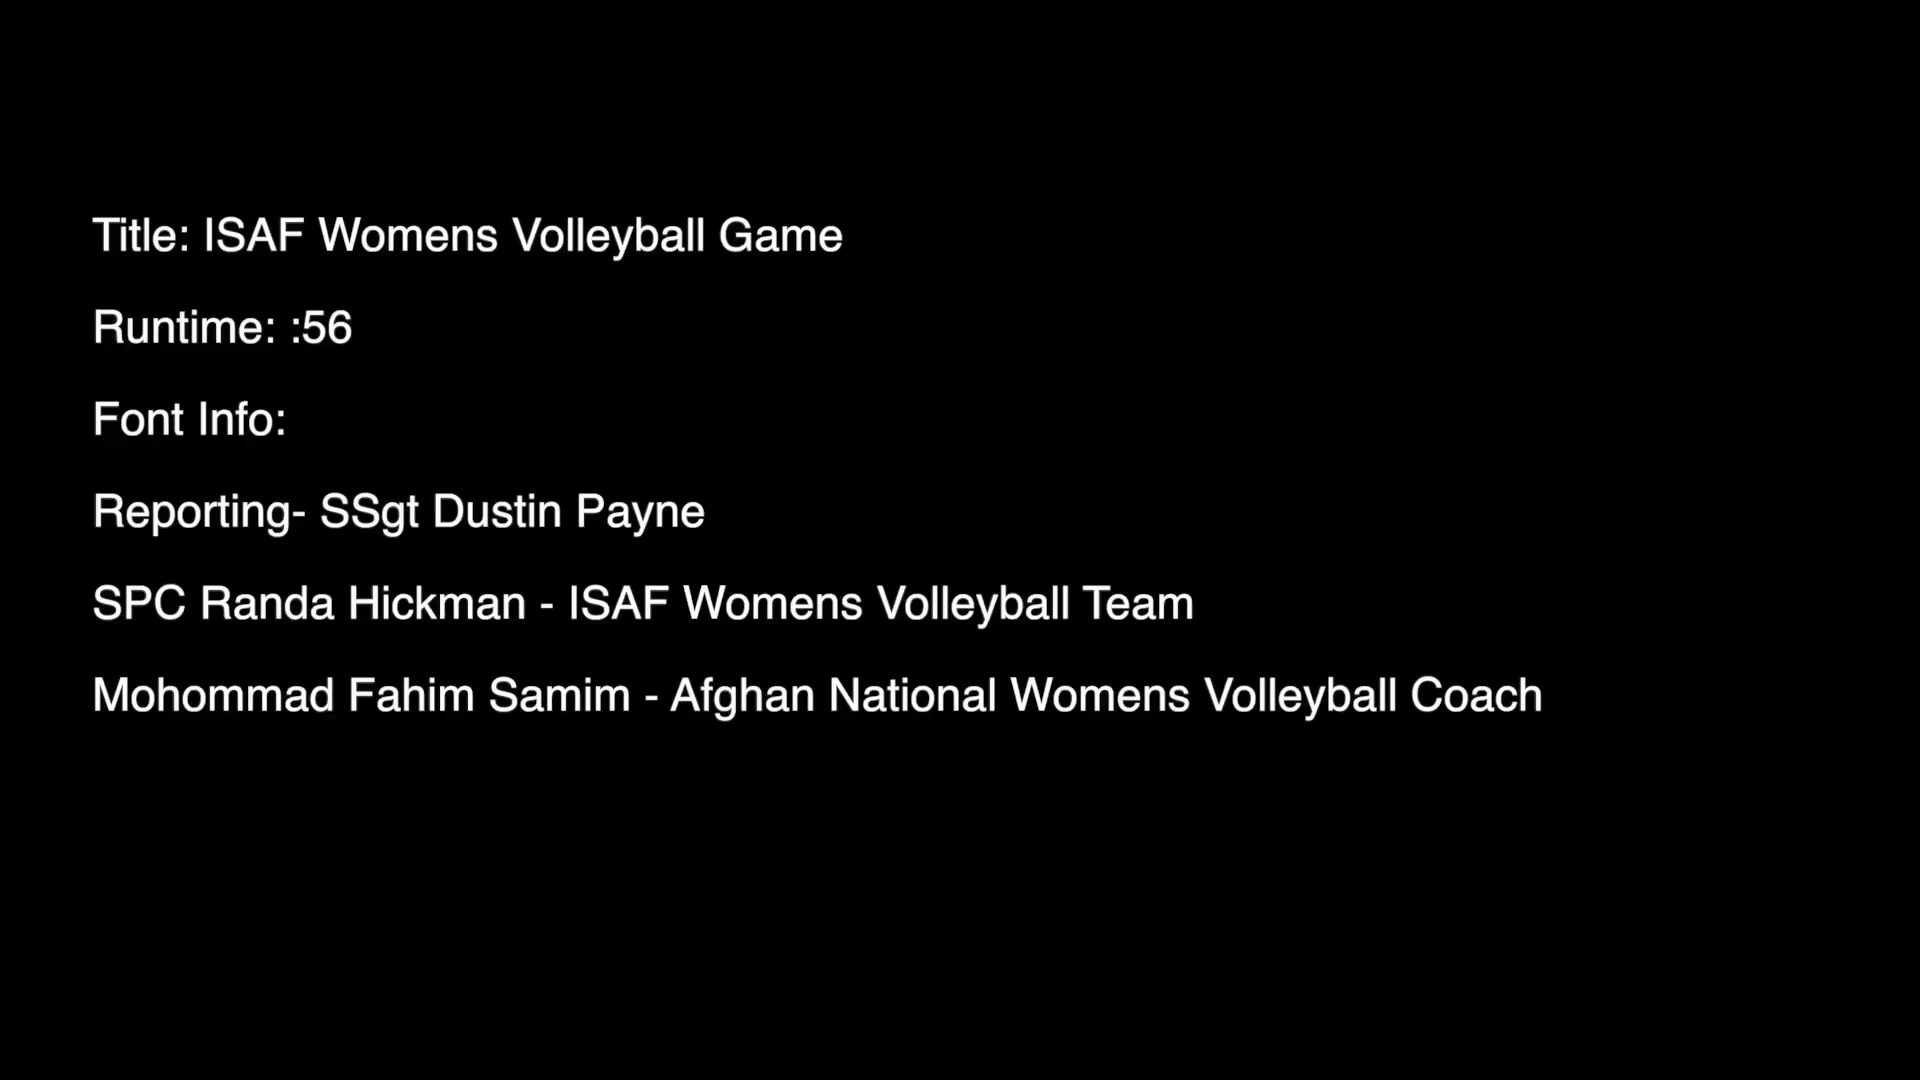 Title: ISAF Womens Volleyball Game
Runtime: :56
Font Info:
Reporting- SSgt Dustin Payne
SPC Randa Hickman - ISAF Womens Volleyball Team
Mohommad Fahim Samim - Afghan National Womens Volleyball Coach